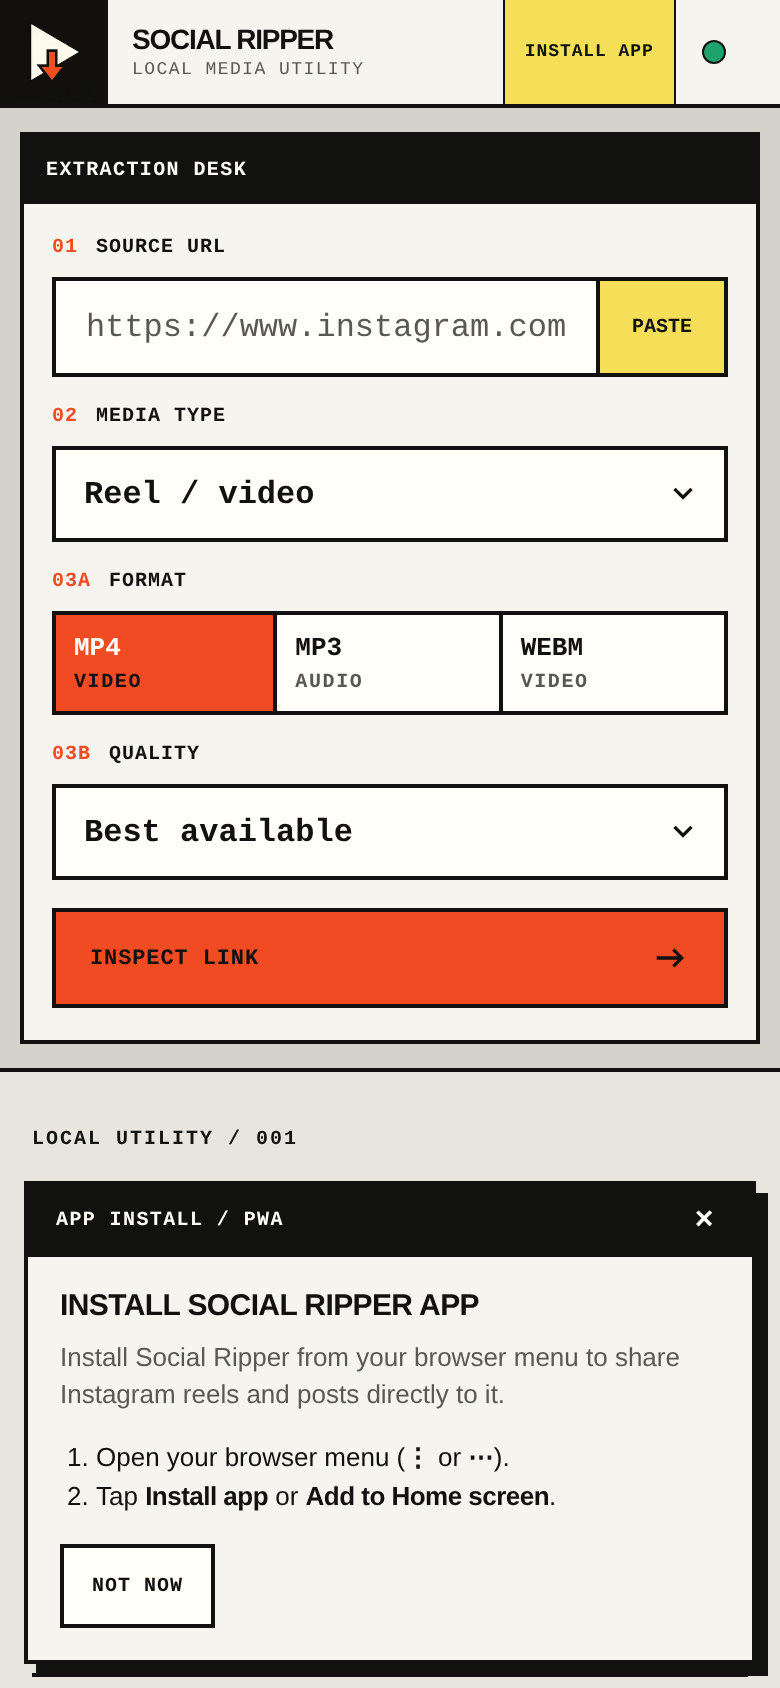 SOCIAL RIPPER
LOCAL MEDIA UTILITY
INSTALL APP
EXTRACTION DESK
01 SOURCE URL
https://www.instagram.com
PASTE
02 MEDIA TYPE
Reel / video
03A FORMAT
MP4
VIDEO
MP3
AUDIO
WEBM
VIDEO
03B QUALITY
Best available
INSPECT LINK →
LOCAL UTILITY / 001
APP INSTALL / PWA ×
INSTALL SOCIAL RIPPER APP
Install Social Ripper from your browser menu to share
Instagram reels and posts directly to it.
1. Open your browser menu (⋮ or ⋯).
2. Tap Install app or Add to Home screen.
NOT NOW